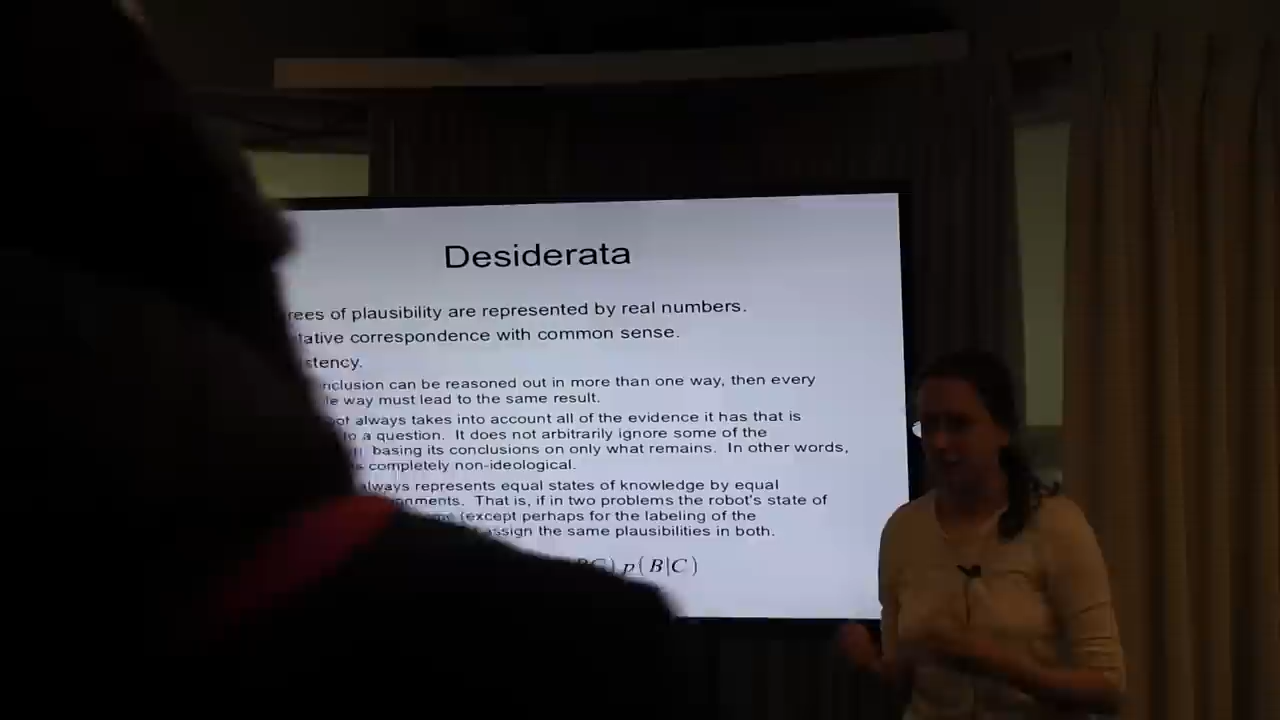 Desiderata
rees of plausibility are represented by real numbers.
tative correspondence with common sense.
stency.
nclusion can be reasoned out in more than one way, then every
le way must lead to the same result.
ot always takes into account all of the evidence it has that is
to a question. It does not arbitrarily ignore some of the
basing its conclusions on only what remains. In other words,
s completely non-ideological.
always represents equal states of knowledge by equal
gnments. That is, if in two problems the robot's state of
(except perhaps for the labeling of the
assign the same plausibilities in both.
) p(B|C)